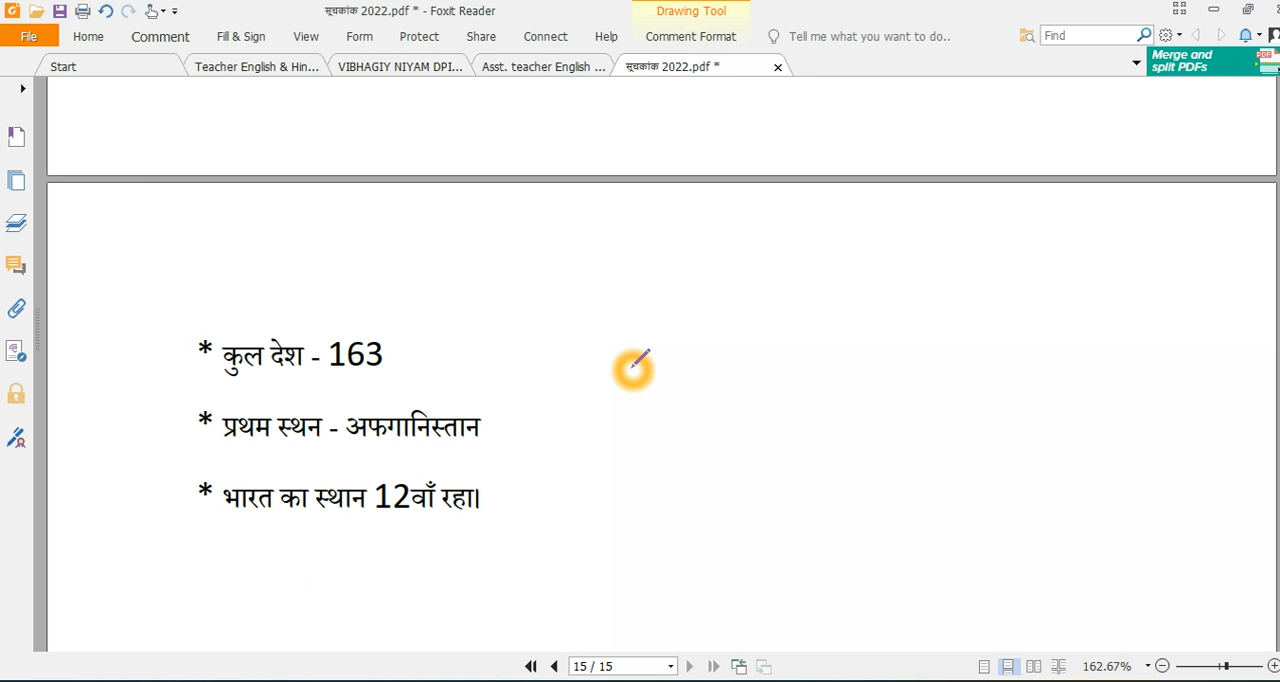 सूचकांक 2022.pdf * - Foxit Reader
Drawing Tool
File Home Comment Fill & Sign View Form Protect Share Connect Help Comment Format Tell me what you want to do.. Find
Start Teacher English & Hin... VIBHAGIY NIYAM DPI... Asst. teacher English ... सूचकांक 2022.pdf *
Merge and
split PDFs
* कुल देश - 163
* प्रथम स्थन - अफगानिस्तान
* भारत का स्थान 12वाँ रहा।
15 / 15 162.67%